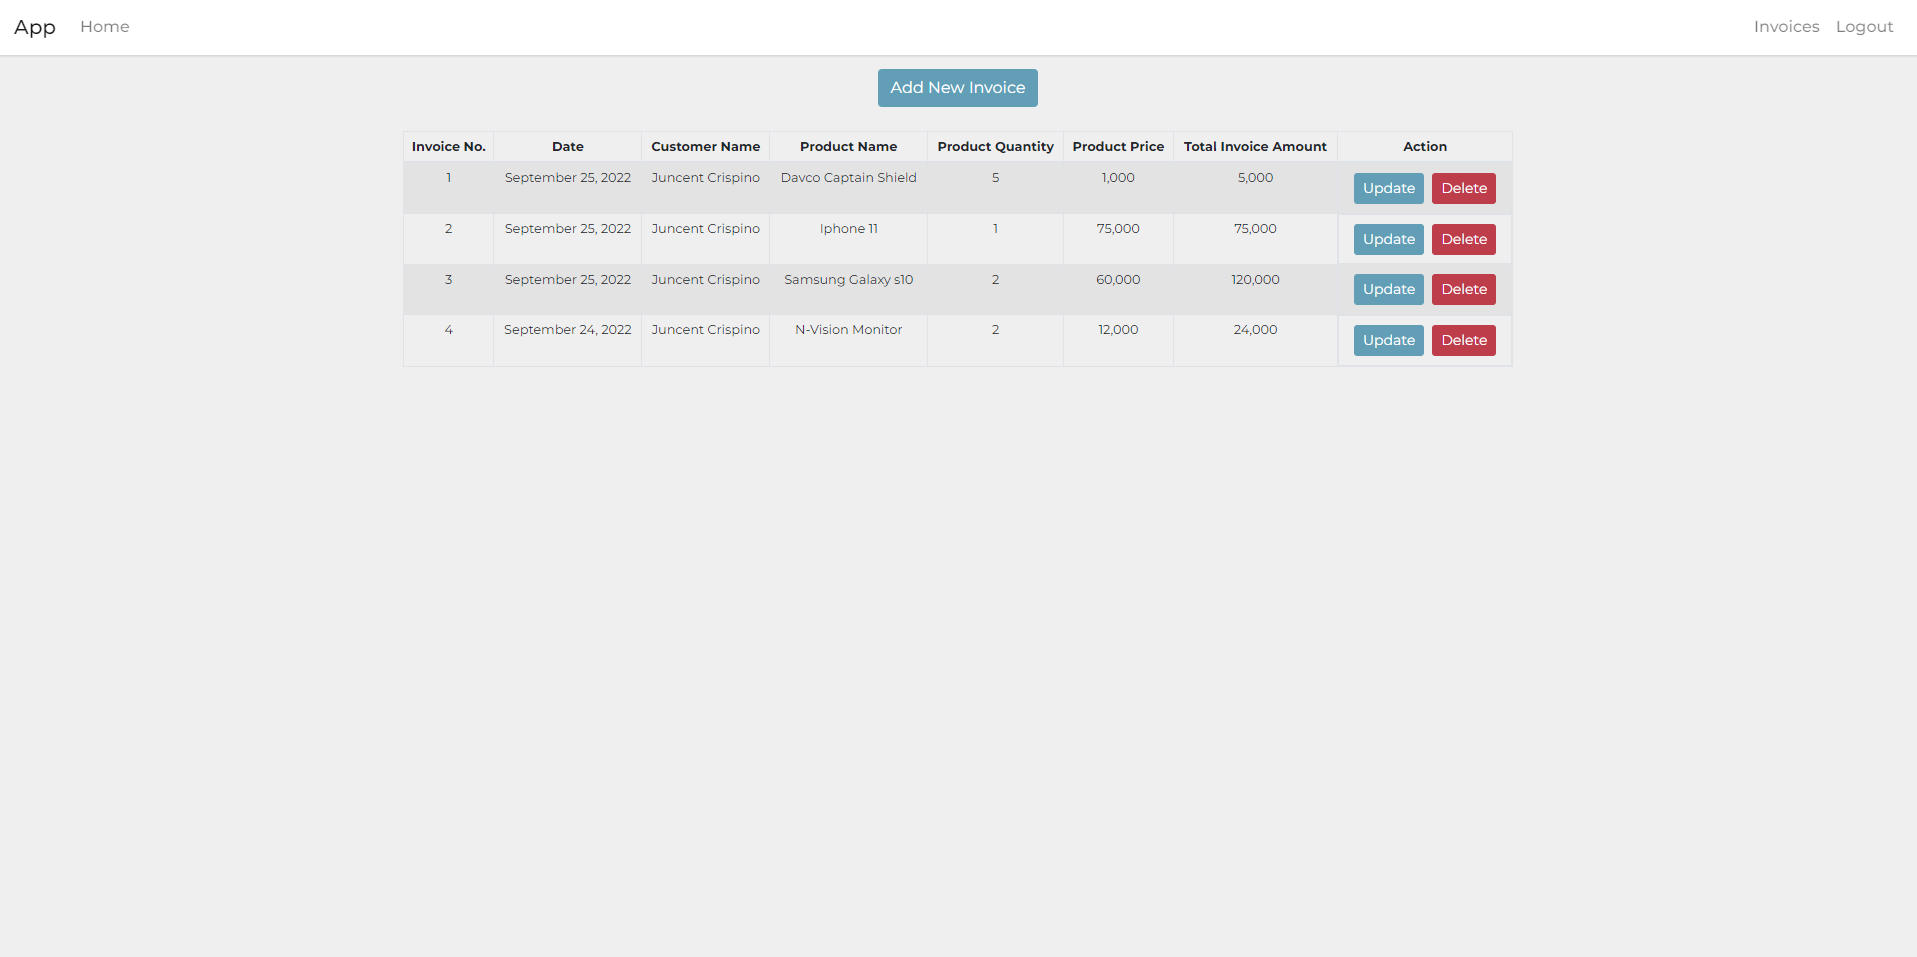 App Home Invoices Logout
Add New Invoice
Invoice No. Date Customer Name Product Name Product Quantity Product Price Total Invoice Amount Action
1 September 25, 2022 Juncent Crispino Davco Captain Shield 5 1,000 5,000 Update Delete
2 September 25, 2022 Juncent Crispino Iphone 11 1 75,000 75,000 Update Delete
3 September 25, 2022 Juncent Crispino Samsung Galaxy s10 2 60,000 120,000 Update Delete
4 September 24, 2022 Juncent Crispino N-Vision Monitor 2 12,000 24,000 Update Delete